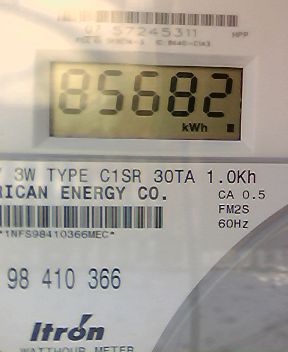 57245311 HPP
85682
kWh
3W TYPE C1SR 30TA 1.0Kh
RICAN ENERGY CO. CA 0.5
FM2S
*1NFS98410366MEC* 60Hz
98 410 366
Itron
WATTHOUR METER